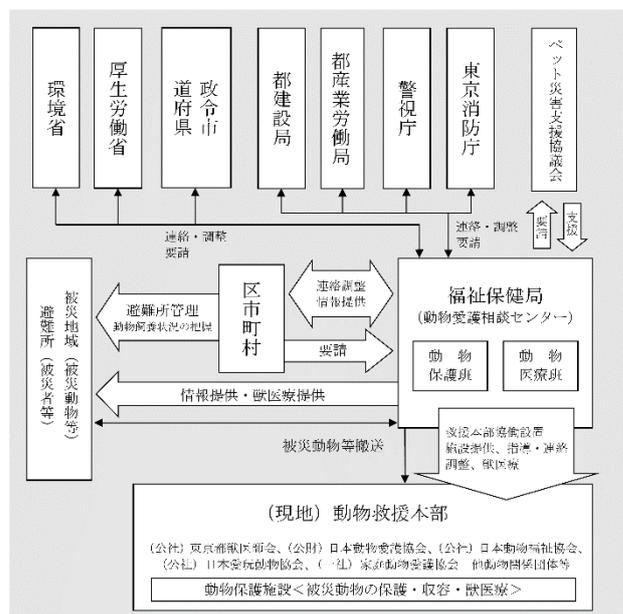 環境省
厚生労働省
政令市
道府県
都建設局
都産業労働局
警視庁
東京消防庁
ペット災害支援協議会
連絡・調整
要請
連絡・調整
要請
要請
支援
被災地域（被災動物等）
避難所（被災者等）
避難所管理
動物飼養状況の把握
区市町村
連絡調整
情報提供
要請
福祉保健局
（動物愛護相談センター）
動物
保護班
動物
医療班
情報提供・獣医療提供
被災動物等搬送
救援本部協働設置
施設提供、指導・連絡
調整、獣医療
（現地）動物救援本部
（公社）東京都獣医師会、（公財）日本動物愛護協会、（公社）日本動物福祉協会、
（公社）日本愛玩動物協会、（一社）家庭動物愛護協会　他動物関係団体等
動物保護施設＜被災動物の保護・収容・獣医療＞